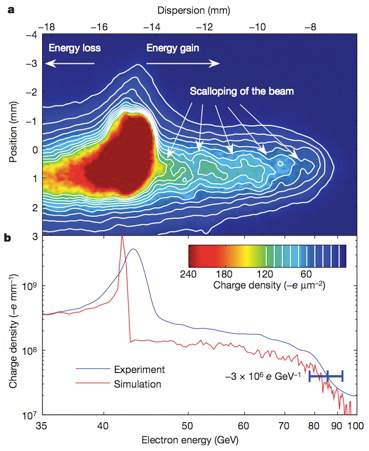 Dispersion (mm)
−18 −16 −14 −12 −10 −8
a
−4
Energy loss Energy gain
−3
−2
Scalloping of the beam
−1
Position (mm)
0
1
2
b 3
240 180 120 60
Charge density (−e µm⁻²)
10⁹
Charge density (−e mm⁻¹)
10⁸
Experiment
Simulation
−3 × 10⁶ e GeV⁻¹
10⁷
35 40 50 60 70 80 90 100
Electron energy (GeV)